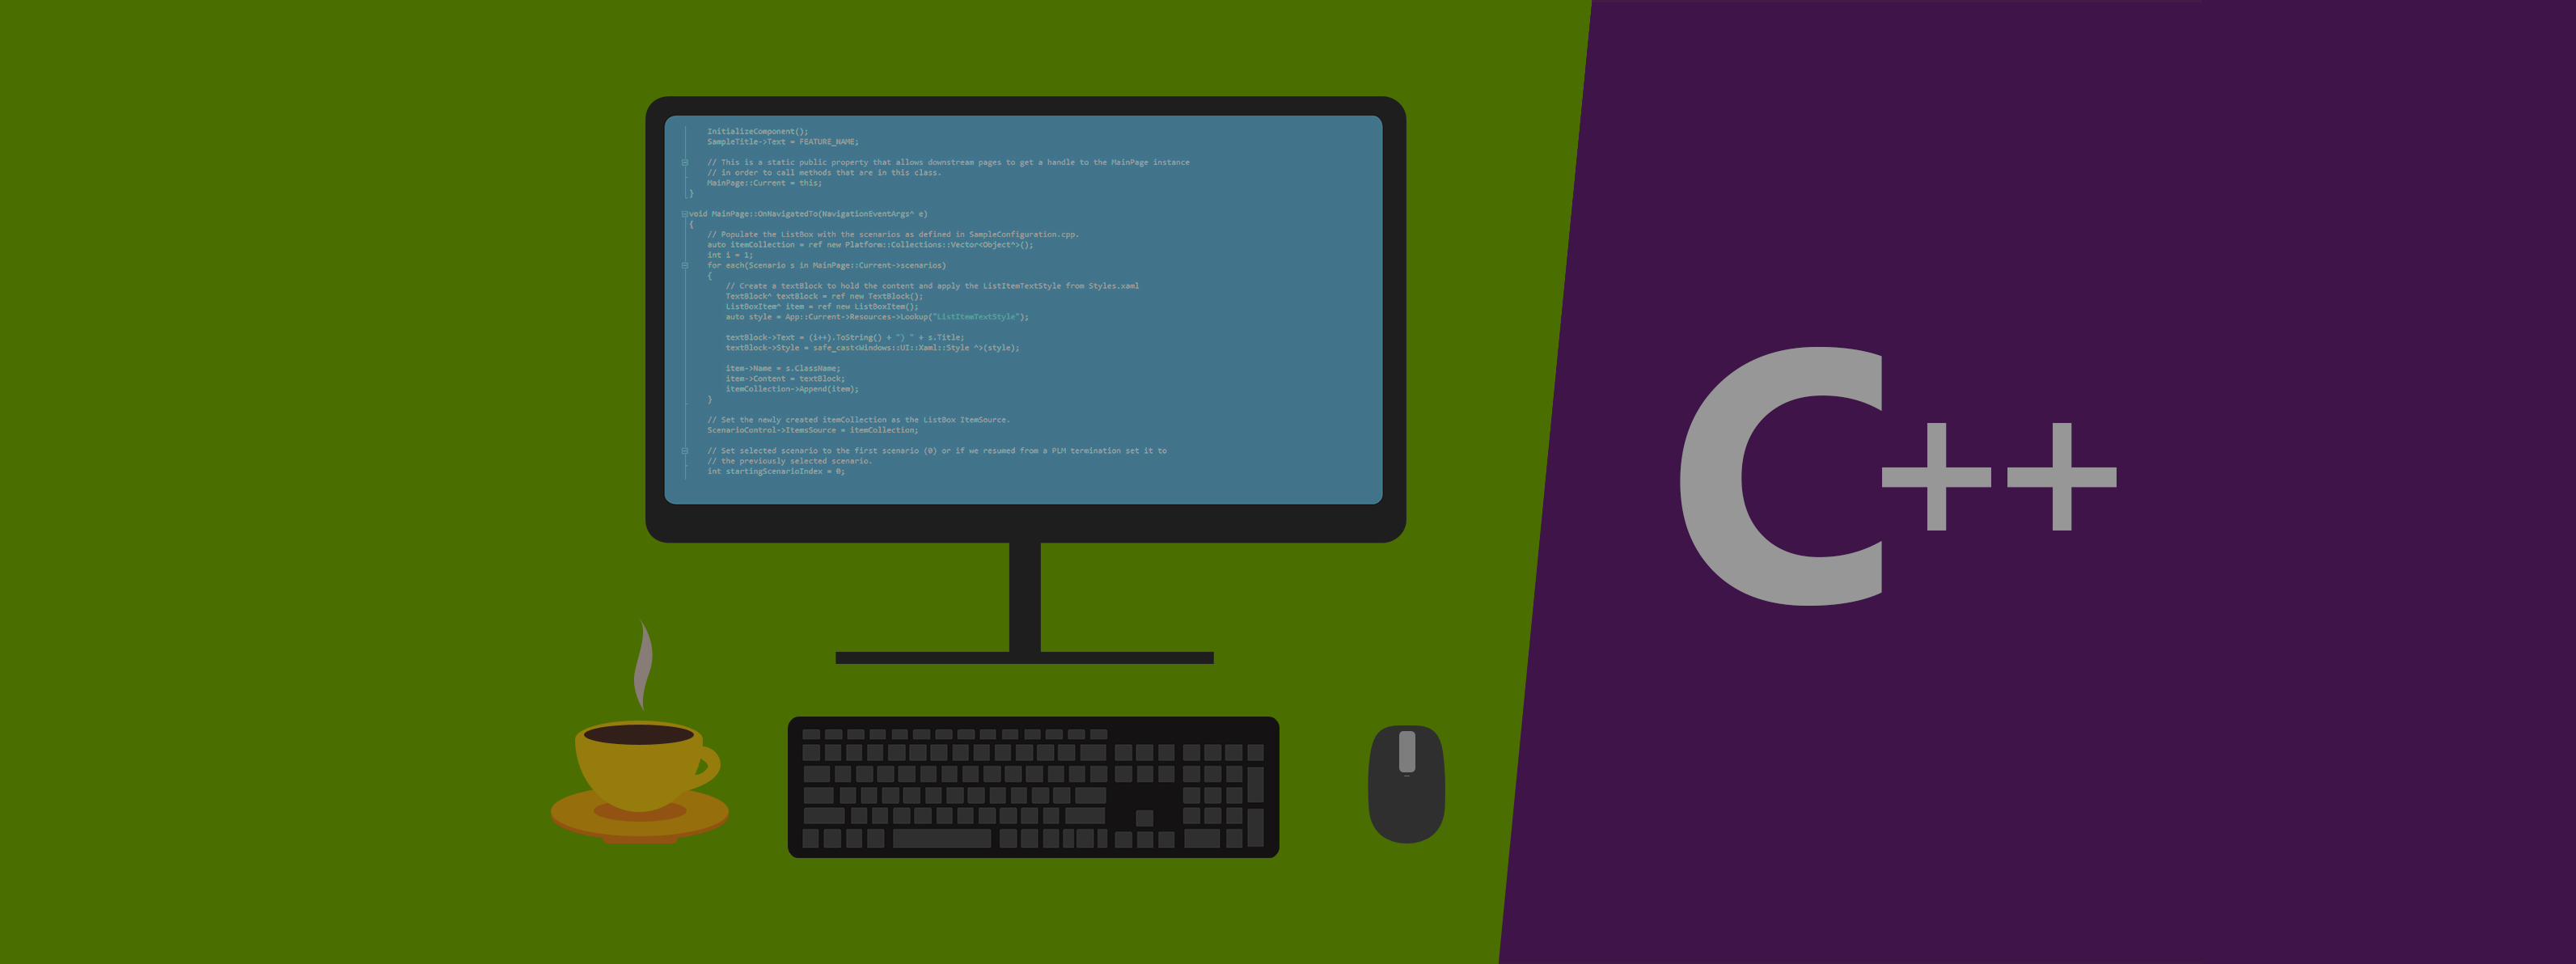 InitializeComponent();
SampleTitle->Text = FEATURE_NAME;
// This is a static public property that allows downstream pages to get a handle to the MainPage instance
// in order to call methods that are in this class.
MainPage::Current = this;
}
void MainPage::OnNavigatedTo(NavigationEventArgs^ e)
{
// Populate the ListBox with the scenarios as defined in SampleConfiguration.cpp.
auto itemCollection = ref new Platform::Collections::Vector<Object^>();
int i = 1;
for each(Scenario s in MainPage::Current->scenarios)
{
// Create a textBlock to hold the content and apply the ListItemTextStyle from Styles.xaml
TextBlock^ textBlock = ref new TextBlock();
ListBoxItem^ item = ref new ListBoxItem();
auto style = App::Current->Resources->Lookup("ListItemTextStyle");
textBlock->Text = (i++).ToString() + ") " + s.Title;
textBlock->Style = safe_cast<Windows::UI::Xaml::Style ^>(style);
item->Name = s.ClassName;
item->Content = textBlock;
itemCollection->Append(item);
}
// Set the newly created itemCollection as the ListBox ItemSource.
ScenarioControl->ItemsSource = itemCollection;
// Set selected scenario to the first scenario (0) or if we resumed from a PLM termination set it to
// the previously selected scenario.
int startingScenarioIndex = 0;
C++